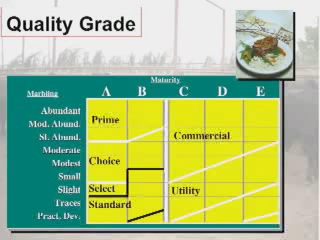 Quality Grade
Maturity
Marbling A B C D E
Abundant
Mod. Abund.
Sl. Abund.
Moderate
Modest
Small
Slight
Traces
Pract. Dev.
Prime
Commercial
Choice
Select
Utility
Standard